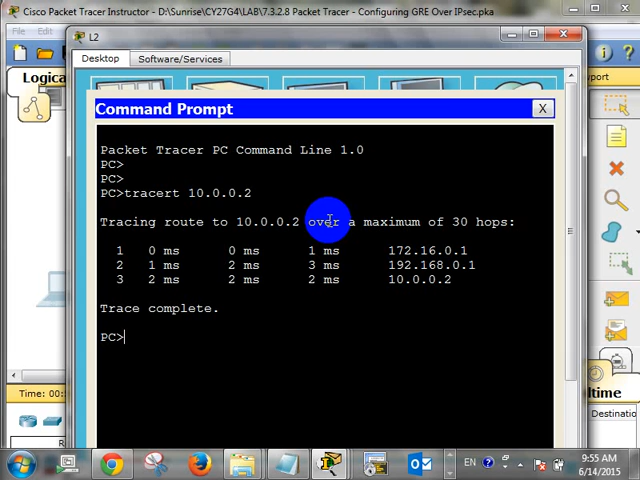 Cisco Packet Tracer Instructor - D:\Sunrise\CY27G4\LAB\7.3.2.8 Packet Tracer - Configuring GRE Over IPsec.pka
File
L2
Logica
port
Desktop
Software/Services
Command Prompt
X
Packet Tracer PC Command Line 1.0
PC>
PC>
PC>tracert 10.0.0.2
Tracing route to 10.0.0.2 over a maximum of 30 hops:
1 0 ms 0 ms 1 ms 172.16.0.1
2 1 ms 2 ms 3 ms 192.168.0.1
3 2 ms 2 ms 2 ms 10.0.0.2
Trace complete.
PC>
Time: 00:
ltime
Destinatio
EN
9:55 AM
6/14/2015